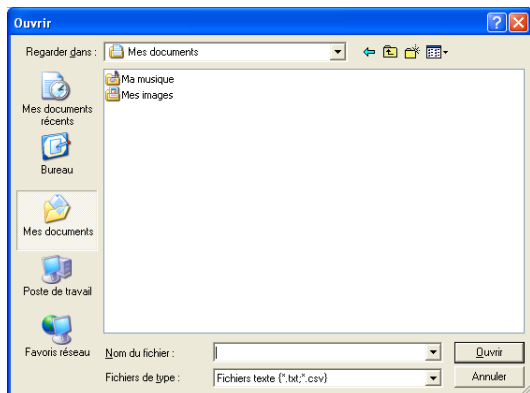 Ouvrir
Regarder dans :
Mes documents
Ma musique
Mes images
Mes documents
récents
Bureau
Mes documents
Poste de travail
Favoris réseau
Nom du fichier :
Ouvrir
Fichiers de type :
Fichiers texte (*.txt;*.csv)
Annuler